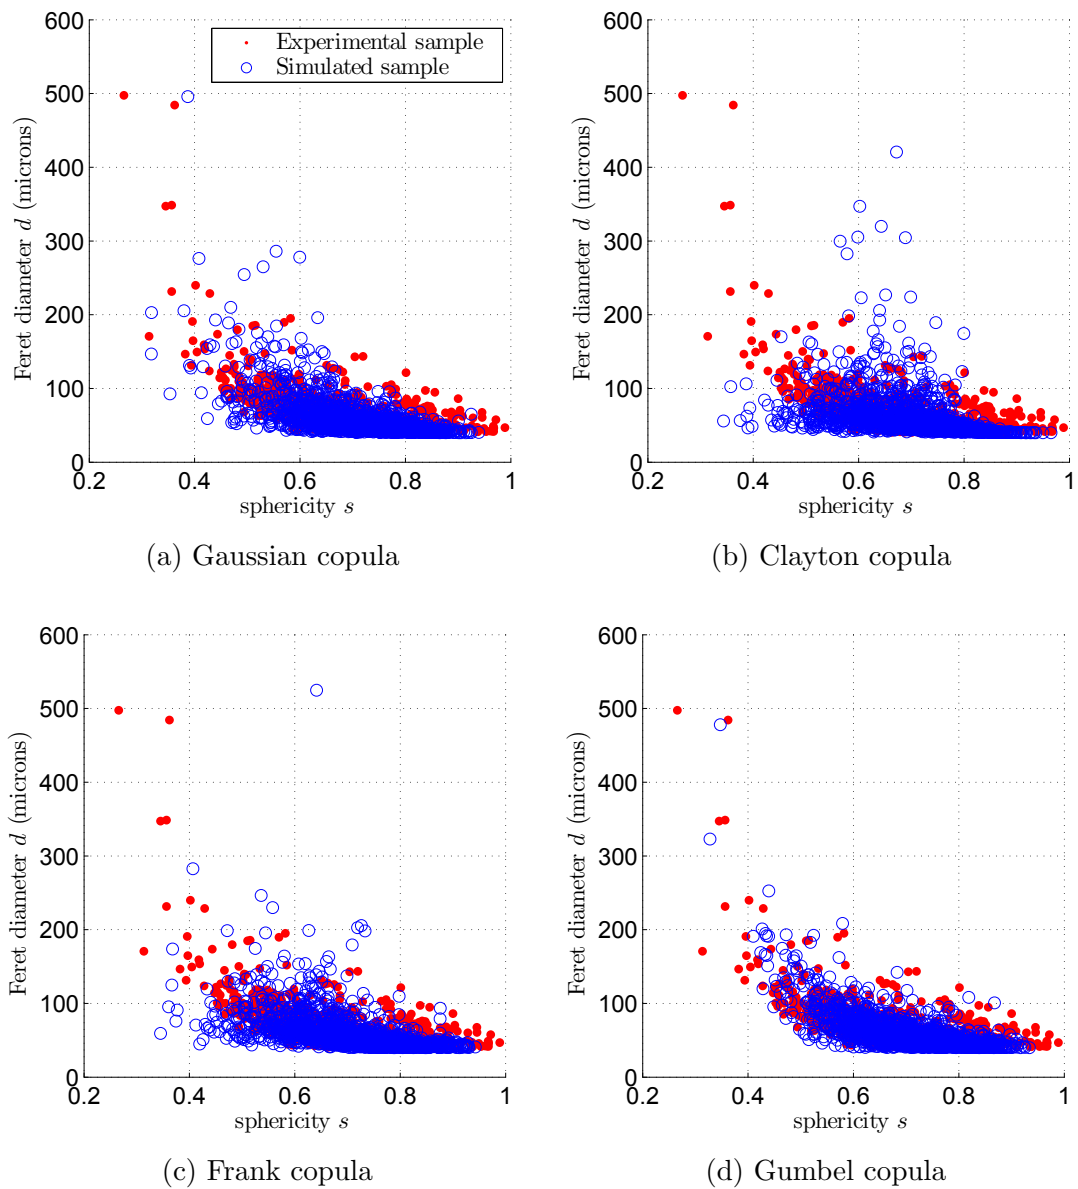 600
500
400
300
200
100
0
Feret diameter d (microns)
Experimental sample
Simulated sample
0.2 0.4 0.6 0.8 1
sphericity s
(a) Gaussian copula
600
500
400
300
200
100
0
Feret diameter d (microns)
0.2 0.4 0.6 0.8 1
sphericity s
(b) Clayton copula
600
500
400
300
200
100
0
Feret diameter d (microns)
0.2 0.4 0.6 0.8 1
sphericity s
(c) Frank copula
600
500
400
300
200
100
0
Feret diameter d (microns)
0.2 0.4 0.6 0.8 1
sphericity s
(d) Gumbel copula